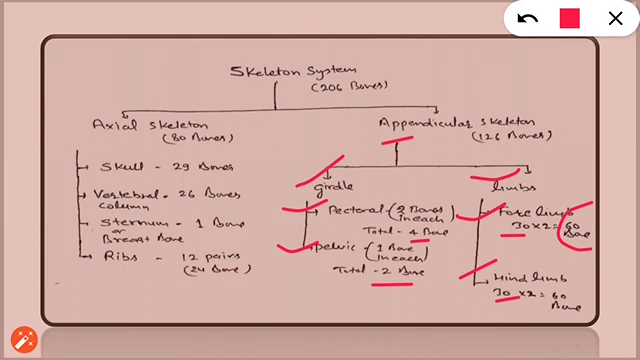 Skeleton System
(206 Bones)
Axial Skeleton
(80 Bones)
Skull - 29 Bones
Vertebral - 26 Bones
column
Sternum - 1 Bone
or
Breast Bone
Ribs - 12 pairs
(24 Bone)
Appendicular Skeleton
(126 Bones)
Girdle
Pectoral (2 Bones
in each
Total - 4 Bone
Pelvic - (1 Bone
in each)
Total - 2 Bone
limbs
Fore limb
30 x 2 = 60
Bone
Hind limb
30 x 2 = 60
Bone